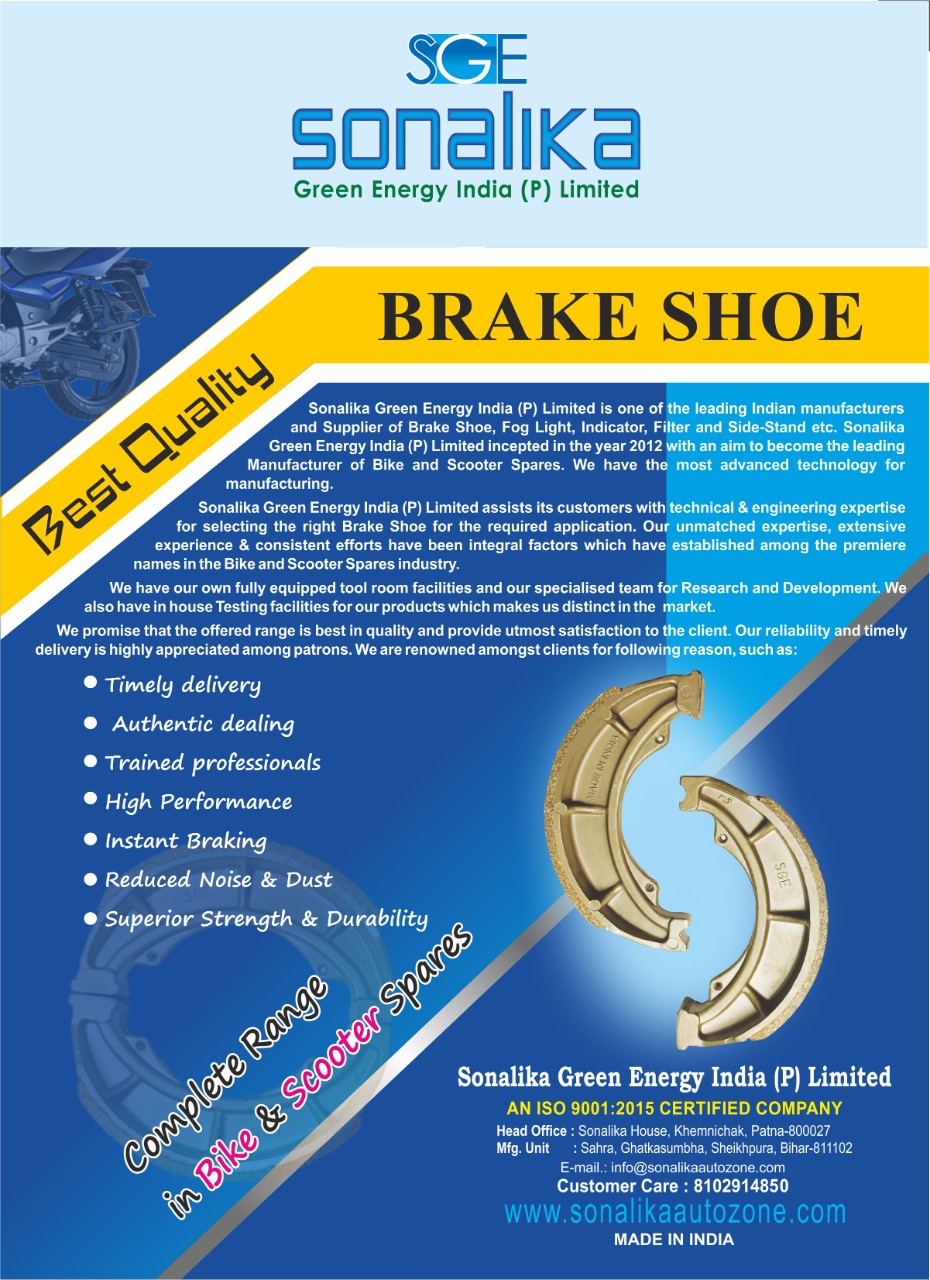 SGE
sonalika
Green Energy India (P) Limited
BRAKE SHOE
Best Quality
Sonalika Green Energy India (P) Limited is one of the leading Indian manufacturers
and Supplier of Brake Shoe, Fog Light, Indicator, Filter and Side-Stand etc. Sonalika
Green Energy India (P) Limited incepted in the year 2012 with an aim to become the leading
Manufacturer of Bike and Scooter Spares. We have the most advanced technology for
manufacturing.
Sonalika Green Energy India (P) Limited assists its customers with technical & engineering expertise
for selecting the right Brake Shoe for the required application. Our unmatched expertise, extensive
experience & consistent efforts have been integral factors which have established among the premiere
names in the Bike and Scooter Spares industry.
We have our own fully equipped tool room facilities and our specialised team for Research and Development. We
also have in house Testing facilities for our products which makes us distinct in the market.
We promise that the offered range is best in quality and provide utmost satisfaction to the client. Our reliability and timely
delivery is highly appreciated among patrons. We are renowned amongst clients for following reason, such as:
● Timely delivery
● Authentic dealing
● Trained professionals
● High Performance
● Instant Braking
● Reduced Noise & Dust
● Superior Strength & Durability
MADE IN INDIA
SGE
SGE
Complete Range
in Bike & Scooter Spares
Sonalika Green Energy India (P) Limited
AN ISO 9001:2015 CERTIFIED COMPANY
Head Office : Sonalika House, Khemnichak, Patna-800027
Mfg. Unit : Sahra, Ghatkasumbha, Sheikhpura, Bihar-811102
E-mail.: info@sonalikaautozone.com
Customer Care : 8102914850
www.sonalikaautozone.com
MADE IN INDIA